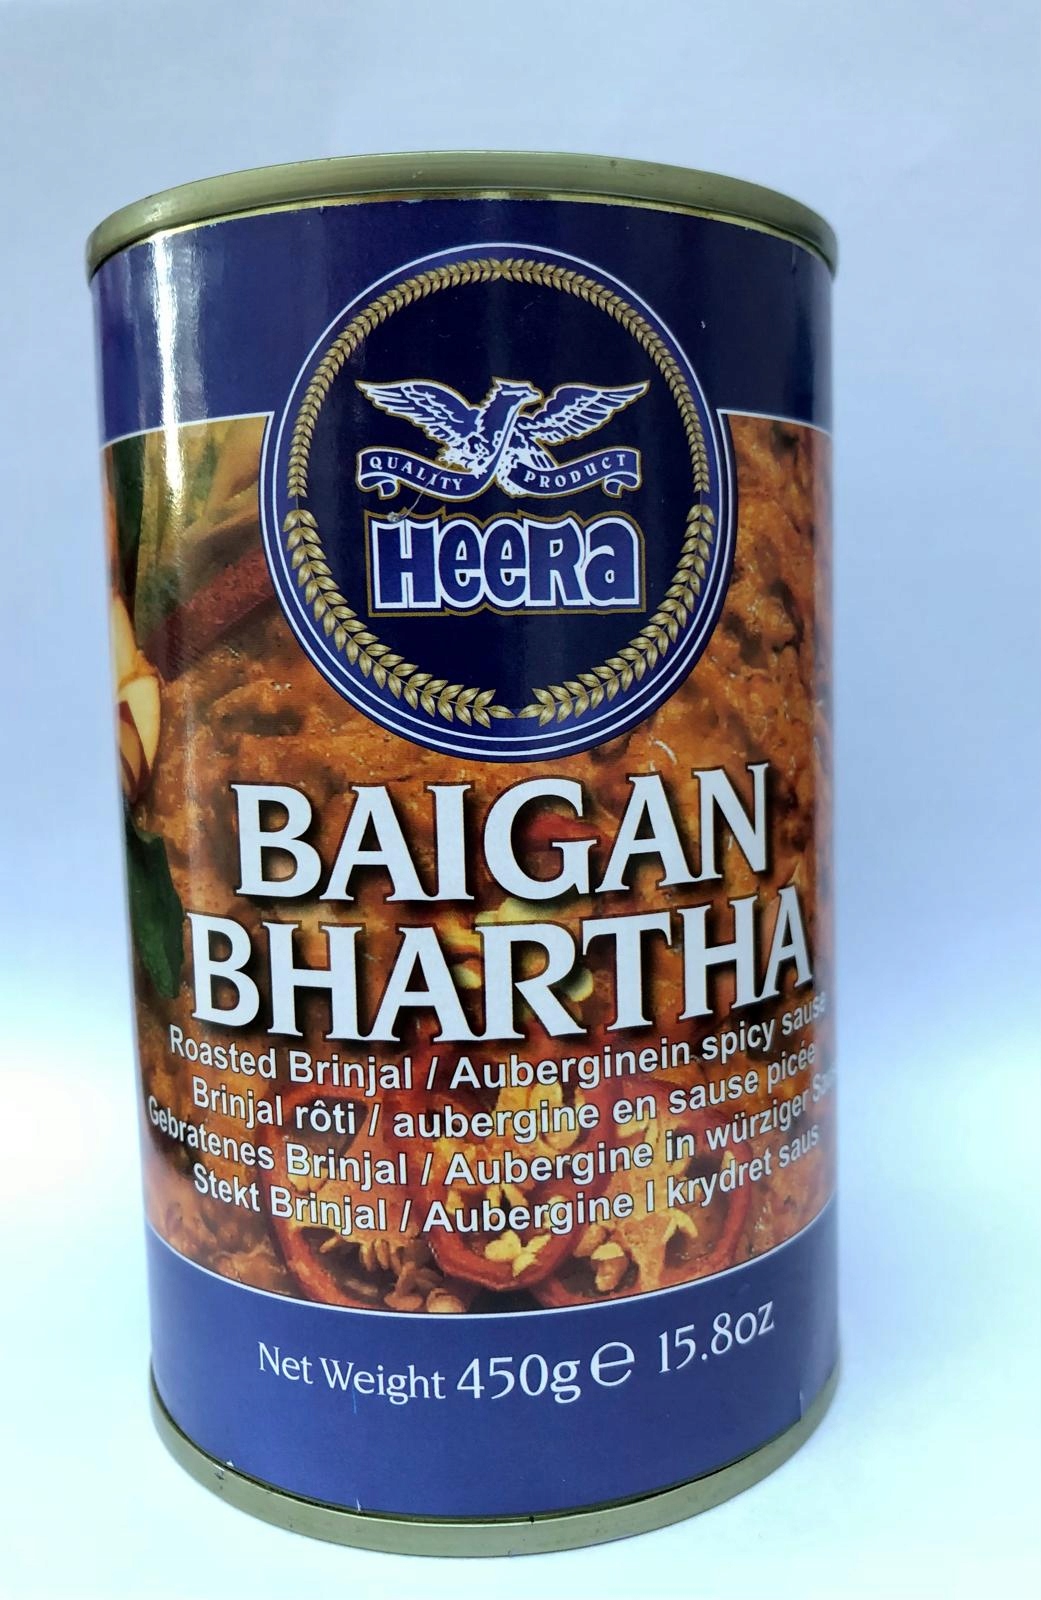 QUALITY PRODUCT
HEERA
BAIGAN
BHARTHA
Roasted Brinjal / Auberginein spicy sause
Brinjal rôti / aubergine en sause picée
Gebratenes Brinjal / Aubergine in würziger
Stekt Brinjal / Aubergine I krydret saus
Net Weight 450g e 15.8oz